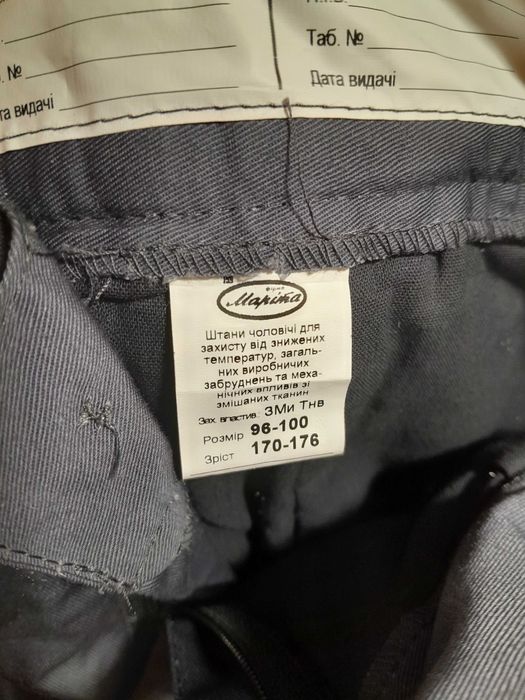 Таб. №
. №
Дата видачі
та видачі
фірма
Маріта
Штани чоловічі для
захисту від знижених
температур, загаль-
них виробничих
забруднень та меха-
нічних впливів зі
змішаних тканин
Зах. властив.: ЗМи Тнв
Розмір 96-100
Зріст 170-176